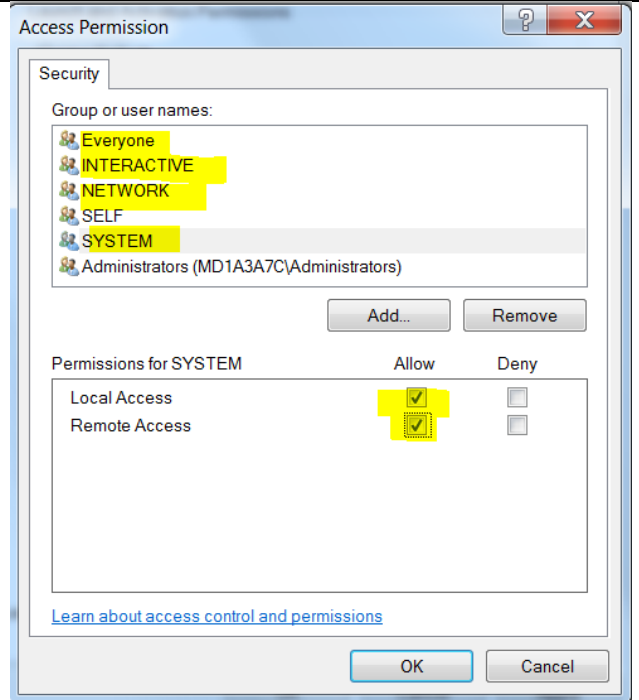 Access Permission
Security
Group or user names:
Everyone
INTERACTIVE
NETWORK
SELF
SYSTEM
Administrators (MD1A3A7C\Administrators)
Add...
Remove
Permissions for SYSTEM
Allow
Deny
Local Access
Remote Access
Learn about access control and permissions
OK
Cancel